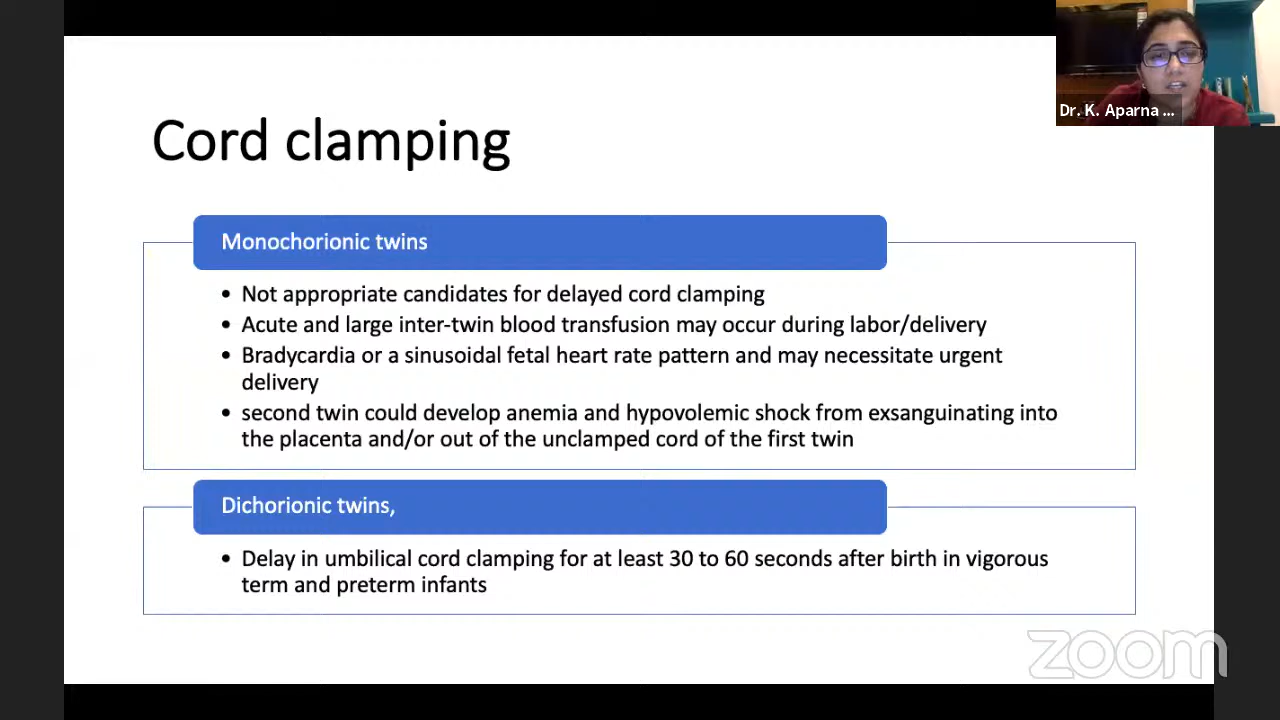 Dr. K. Aparna ...
Cord clamping
Monochorionic twins
• Not appropriate candidates for delayed cord clamping
• Acute and large inter-twin blood transfusion may occur during labor/delivery
• Bradycardia or a sinusoidal fetal heart rate pattern and may necessitate urgent
delivery
• second twin could develop anemia and hypovolemic shock from exsanguinating into
the placenta and/or out of the unclamped cord of the first twin
Dichorionic twins,
• Delay in umbilical cord clamping for at least 30 to 60 seconds after birth in vigorous
term and preterm infants
zoom